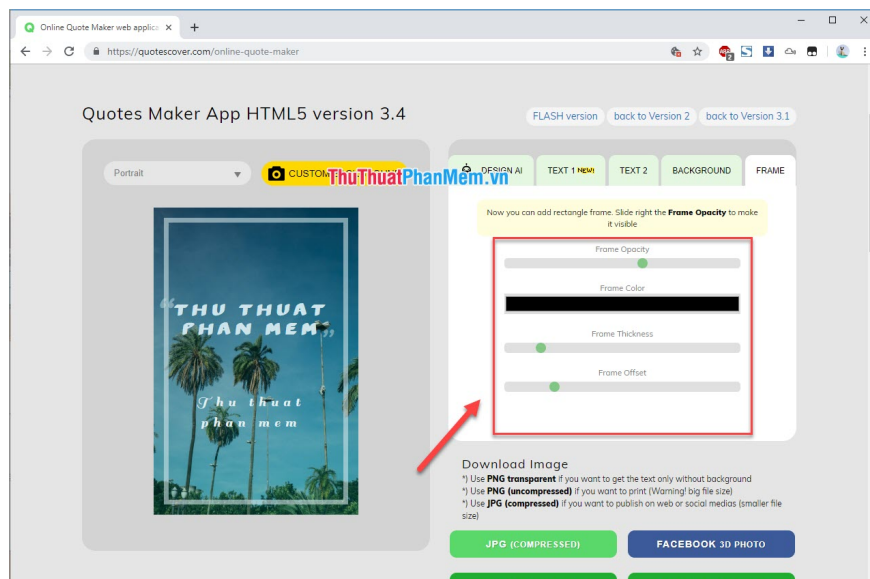 Online Quote Maker web applic
https://quotescover.com/online-quote-maker
2
Quotes Maker App HTML5 version 3.4
FLASH version
back to Version 2
back to Version 3.1
Portrait
ThuThuatPhanMem.vn
DESIGN AI
TEXT 1 NEW!
TEXT 2
BACKGROUND
FRAME
Now you can add rectangle frame. Slide right the Frame Opacity to make
it visible
Frame Opacity
Frame Color
Frame Thickness
Frame Offset
“THU THUAT
PHAN MEM”
Thu thuat
phan mem
Download Image
*) Use PNG transparent if you want to get the text only without background
*) Use PNG (uncompressed) if you want to print (Warning! big file size)
*) Use JPG (compressed) if you want to publish on web or social medias (smaller file
size)
JPG (COMPRESSED)
FACEBOOK 3D PHOTO